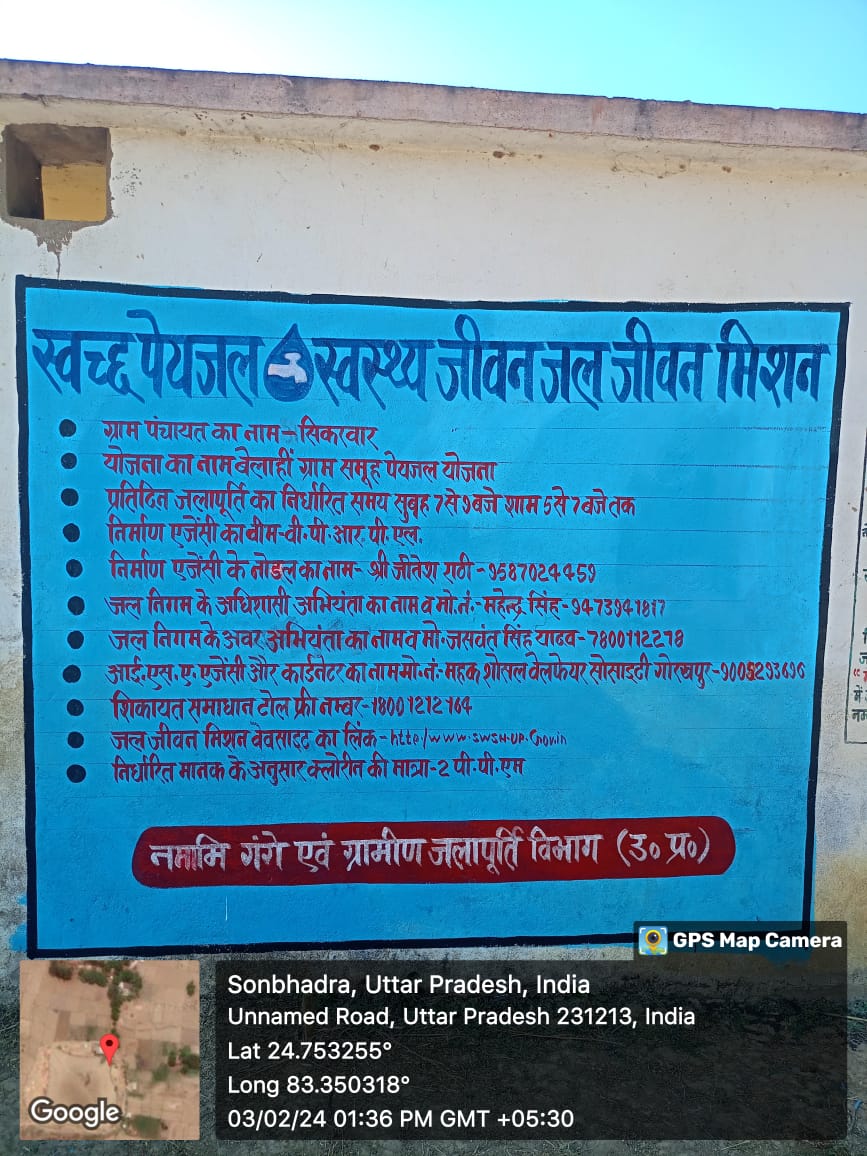 स्वच्छ पेयजल स्वस्थ्य जीवन जल जीवन मिशन
ग्राम पंचायत का नाम-सिकरवार
योजना का नाम बेलाहीं ग्राम समूह पेयजल योजना
प्रतिदिन जलापूर्ति का निर्धारित समय सुबह 7 से 9 बजे शाम 5 से 7 बजे तक
निर्माण एजेंसी का वीम-वी.पी.आर.पी.एल.
निर्माण एजेंसी के नोडल का नाम- श्री जीतेश राठी-9587024459
जल निगम के अधिशासी अभियंता का नाम व मो.नं.-महेन्द्र सिंह-9473941817
जल निगम के अवर अभियंता का नाम व मो. जसवंत सिंह यादव-7800112278
आई.एस.ए. एजेंसी और कार्डनेटर का नाम मो.नं- महक शोसल वेलफेयर सोसाइटी गोरखपुर-9005293696
शिकायत समाधान टोल फ्री नम्बर-18001212164
जल जीवन मिशन वेवसाइट का लिंक-http/www.swsm.up.Gov.in
निर्धारित मानक के अनुसार क्लोरीन की मात्रा-2 पी.पी.एम
नमामि गंगे एवं ग्रामीण जलापूर्ति विभाग (उ० प्र०)
GPS Map Camera
Sonbhadra, Uttar Pradesh, India
Unnamed Road, Uttar Pradesh 231213, India
Lat 24.753255°
Long 83.350318°
03/02/24 01:36 PM GMT +05:30
Google